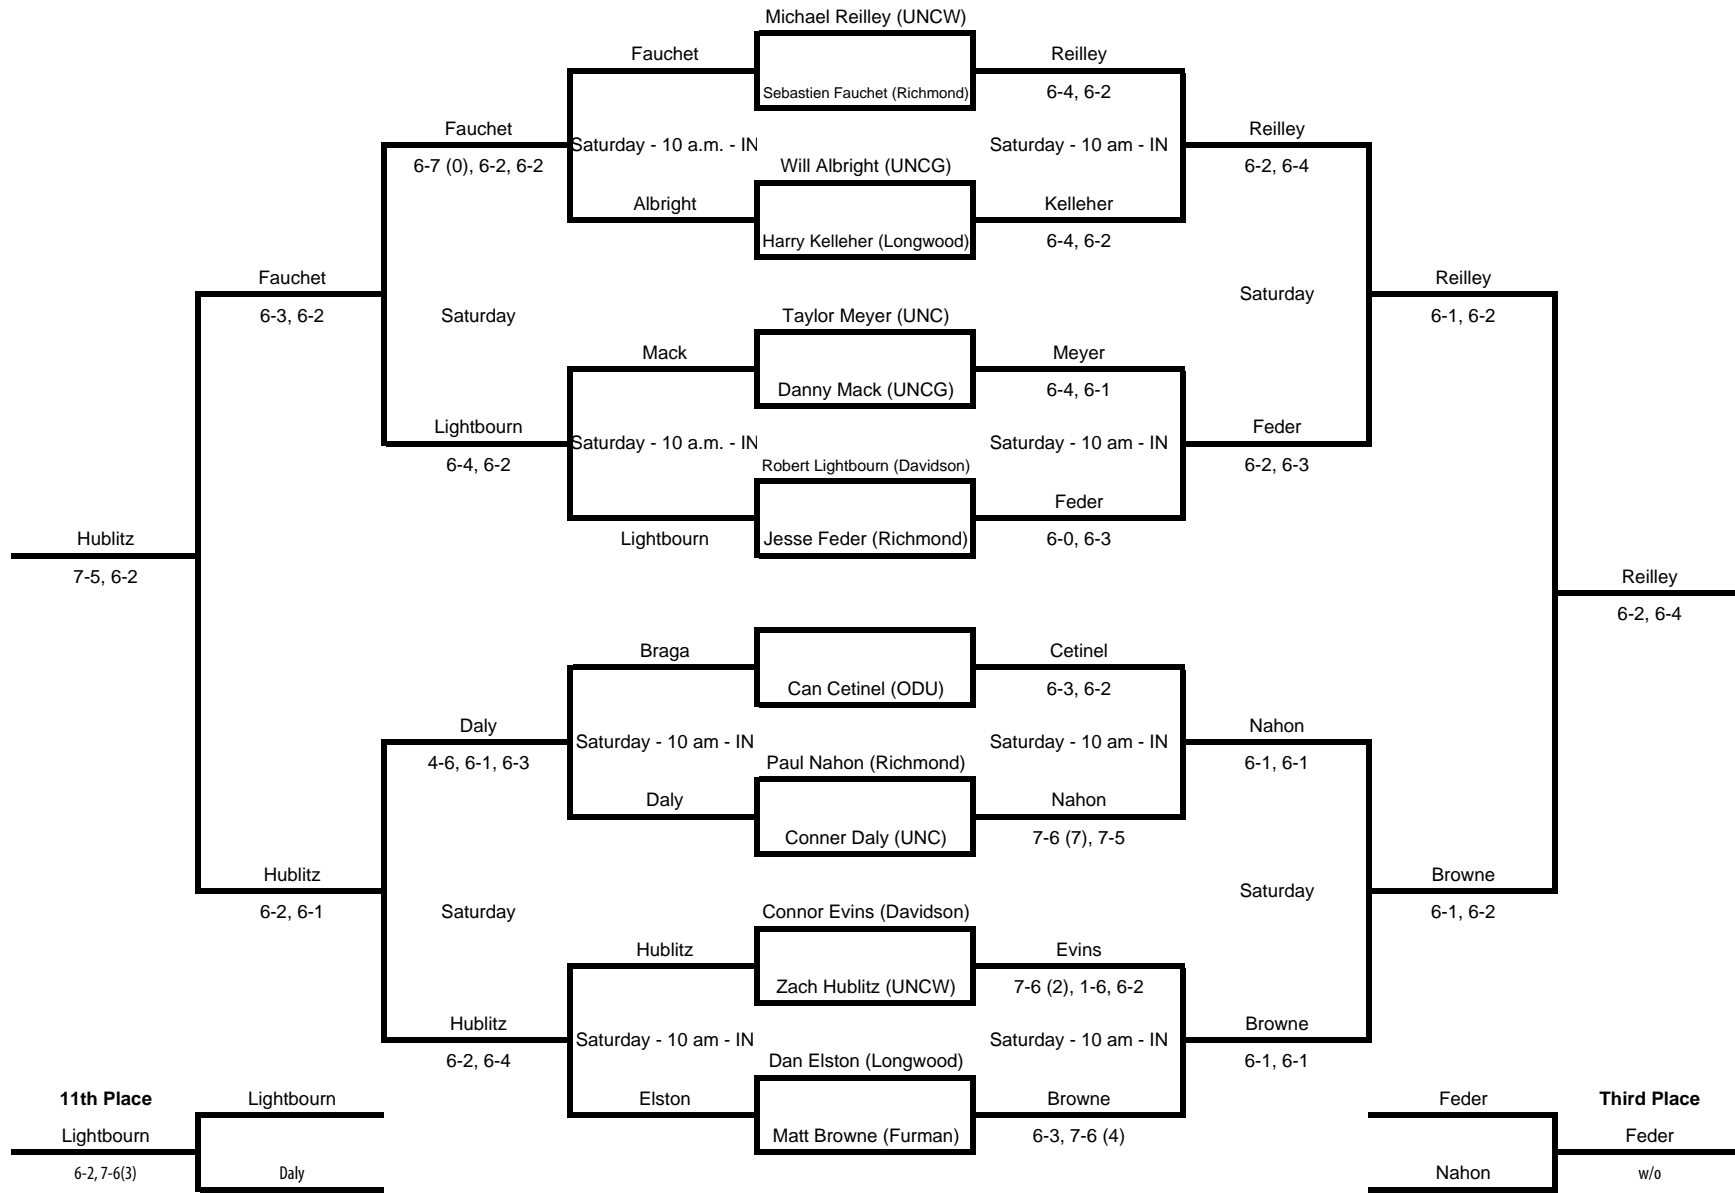 Michael Reilley (UNCW)
Fauchet
Reilley
Sebastien Fauchet (Richmond)
6-4, 6-2
Fauchet
Saturday - 10 a.m. - IN
Saturday - 10 am - IN
Reilley
6-7 (0), 6-2, 6-2
Will Albright (UNCG)
6-2, 6-4
Albright
Kelleher
Harry Kelleher (Longwood)
6-4, 6-2
Fauchet
Saturday
Reilley
6-3, 6-2
Saturday
Taylor Meyer (UNC)
6-1, 6-2
Mack
Meyer
Danny Mack (UNCG)
6-4, 6-1
Lightbourn
Saturday - 10 a.m. - IN
Saturday - 10 am - IN
Feder
6-4, 6-2
Robert Lightbourn (Davidson)
6-2, 6-3
Feder
Hublitz
Lightbourn
Jesse Feder (Richmond)
6-0, 6-3
7-5, 6-2
Reilley
6-2, 6-4
Braga
Cetinel
Can Cetinel (ODU)
6-3, 6-2
Daly
Saturday - 10 am - IN
Saturday - 10 am - IN
Nahon
4-6, 6-1, 6-3
Paul Nahon (Richmond)
6-1, 6-1
Daly
Nahon
Conner Daly (UNC)
7-6 (7), 7-5
Hublitz
Saturday
Browne
6-2, 6-1
Saturday
Connor Evins (Davidson)
6-1, 6-2
Hublitz
Evins
Zach Hublitz (UNCW)
7-6 (2), 1-6, 6-2
Hublitz
Saturday - 10 am - IN
Saturday - 10 am - IN
Browne
6-2, 6-4
Dan Elston (Longwood)
6-1, 6-1
11th Place
Lightbourn
Elston
Browne
Feder
Third Place
Lightbourn
Matt Browne (Furman)
6-3, 7-6 (4)
Feder
6-2, 7-6(3)
Daly
Nahon
w/o